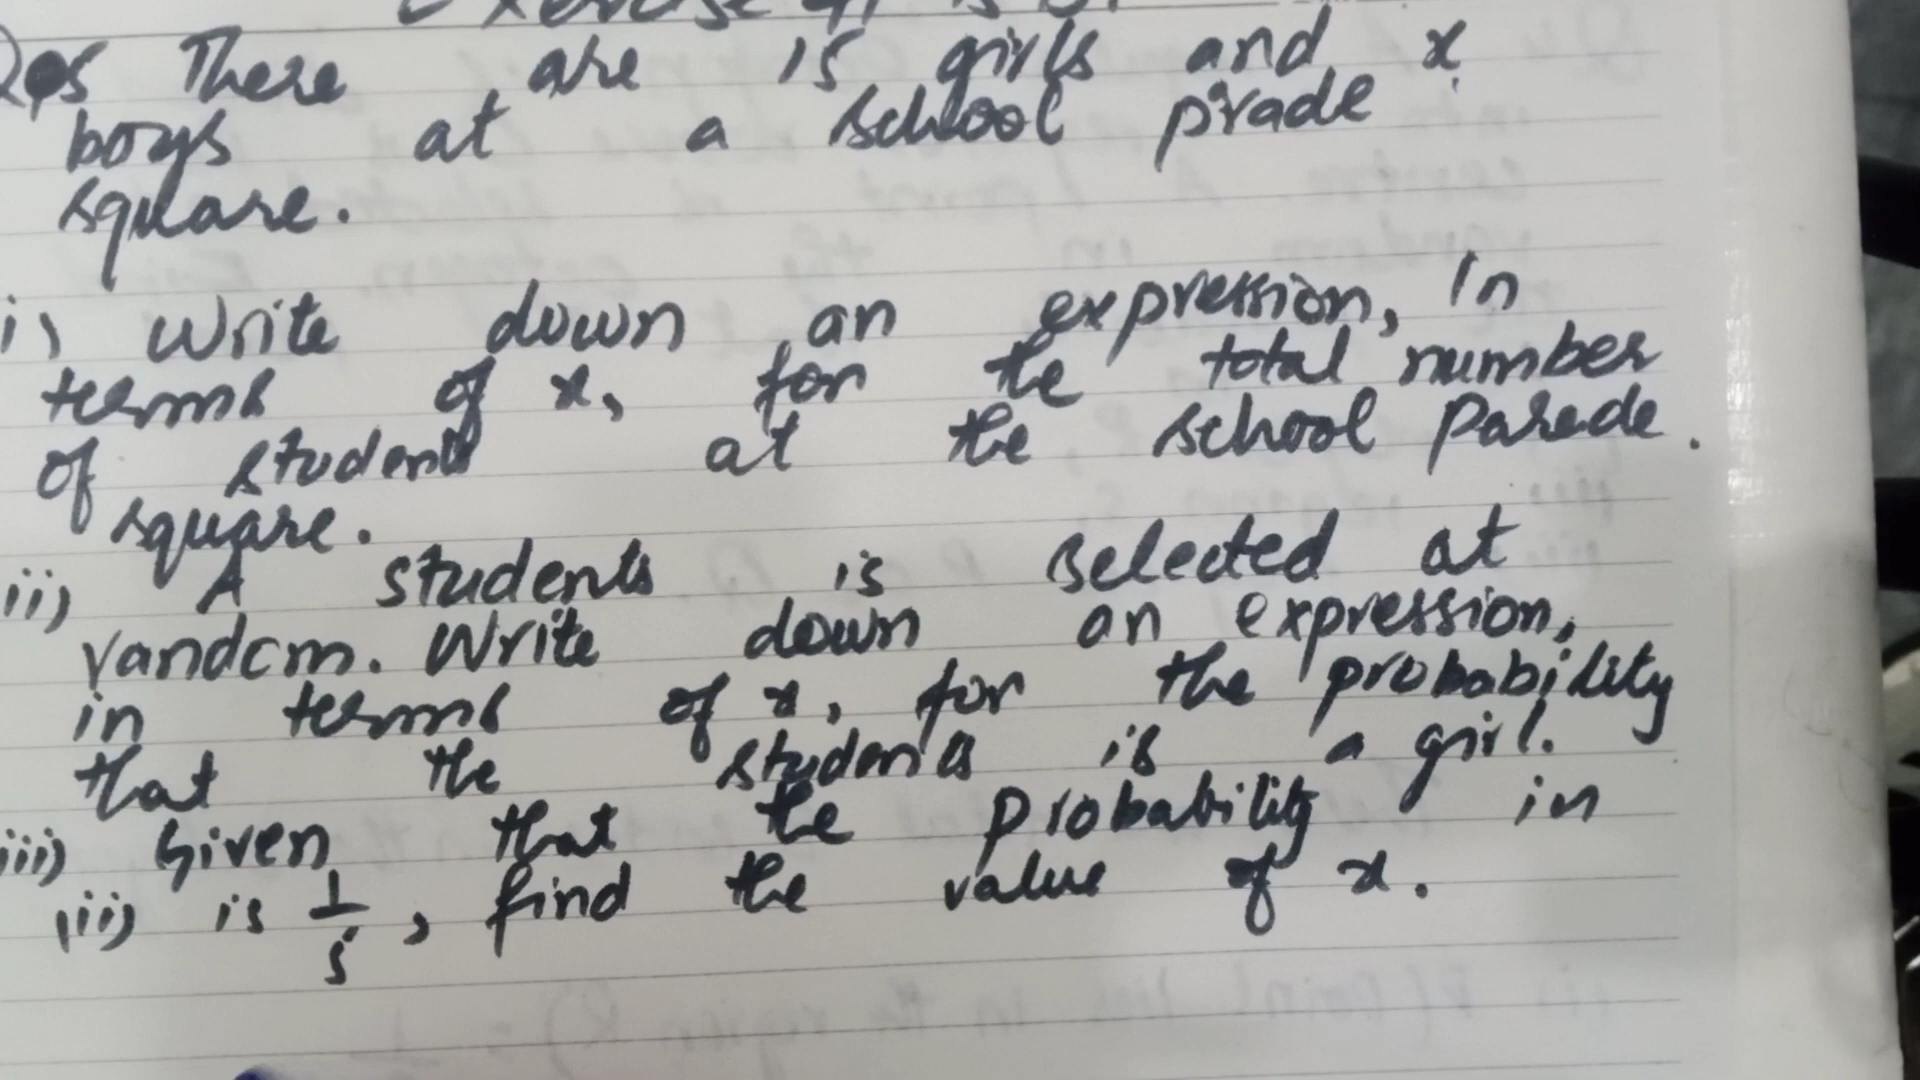 Q5 There are 15 girls and x
boys at a school prade
square.
i) Write down an expression, In
terms of x, for the total number
of students at the school Parade.
square.
ii) A students is selected at
random. Write down an expression,
in terms of x, for the probability
that the students is a girl.
iii) Given that the probability in
(ii) is 1/5, find the value of x.